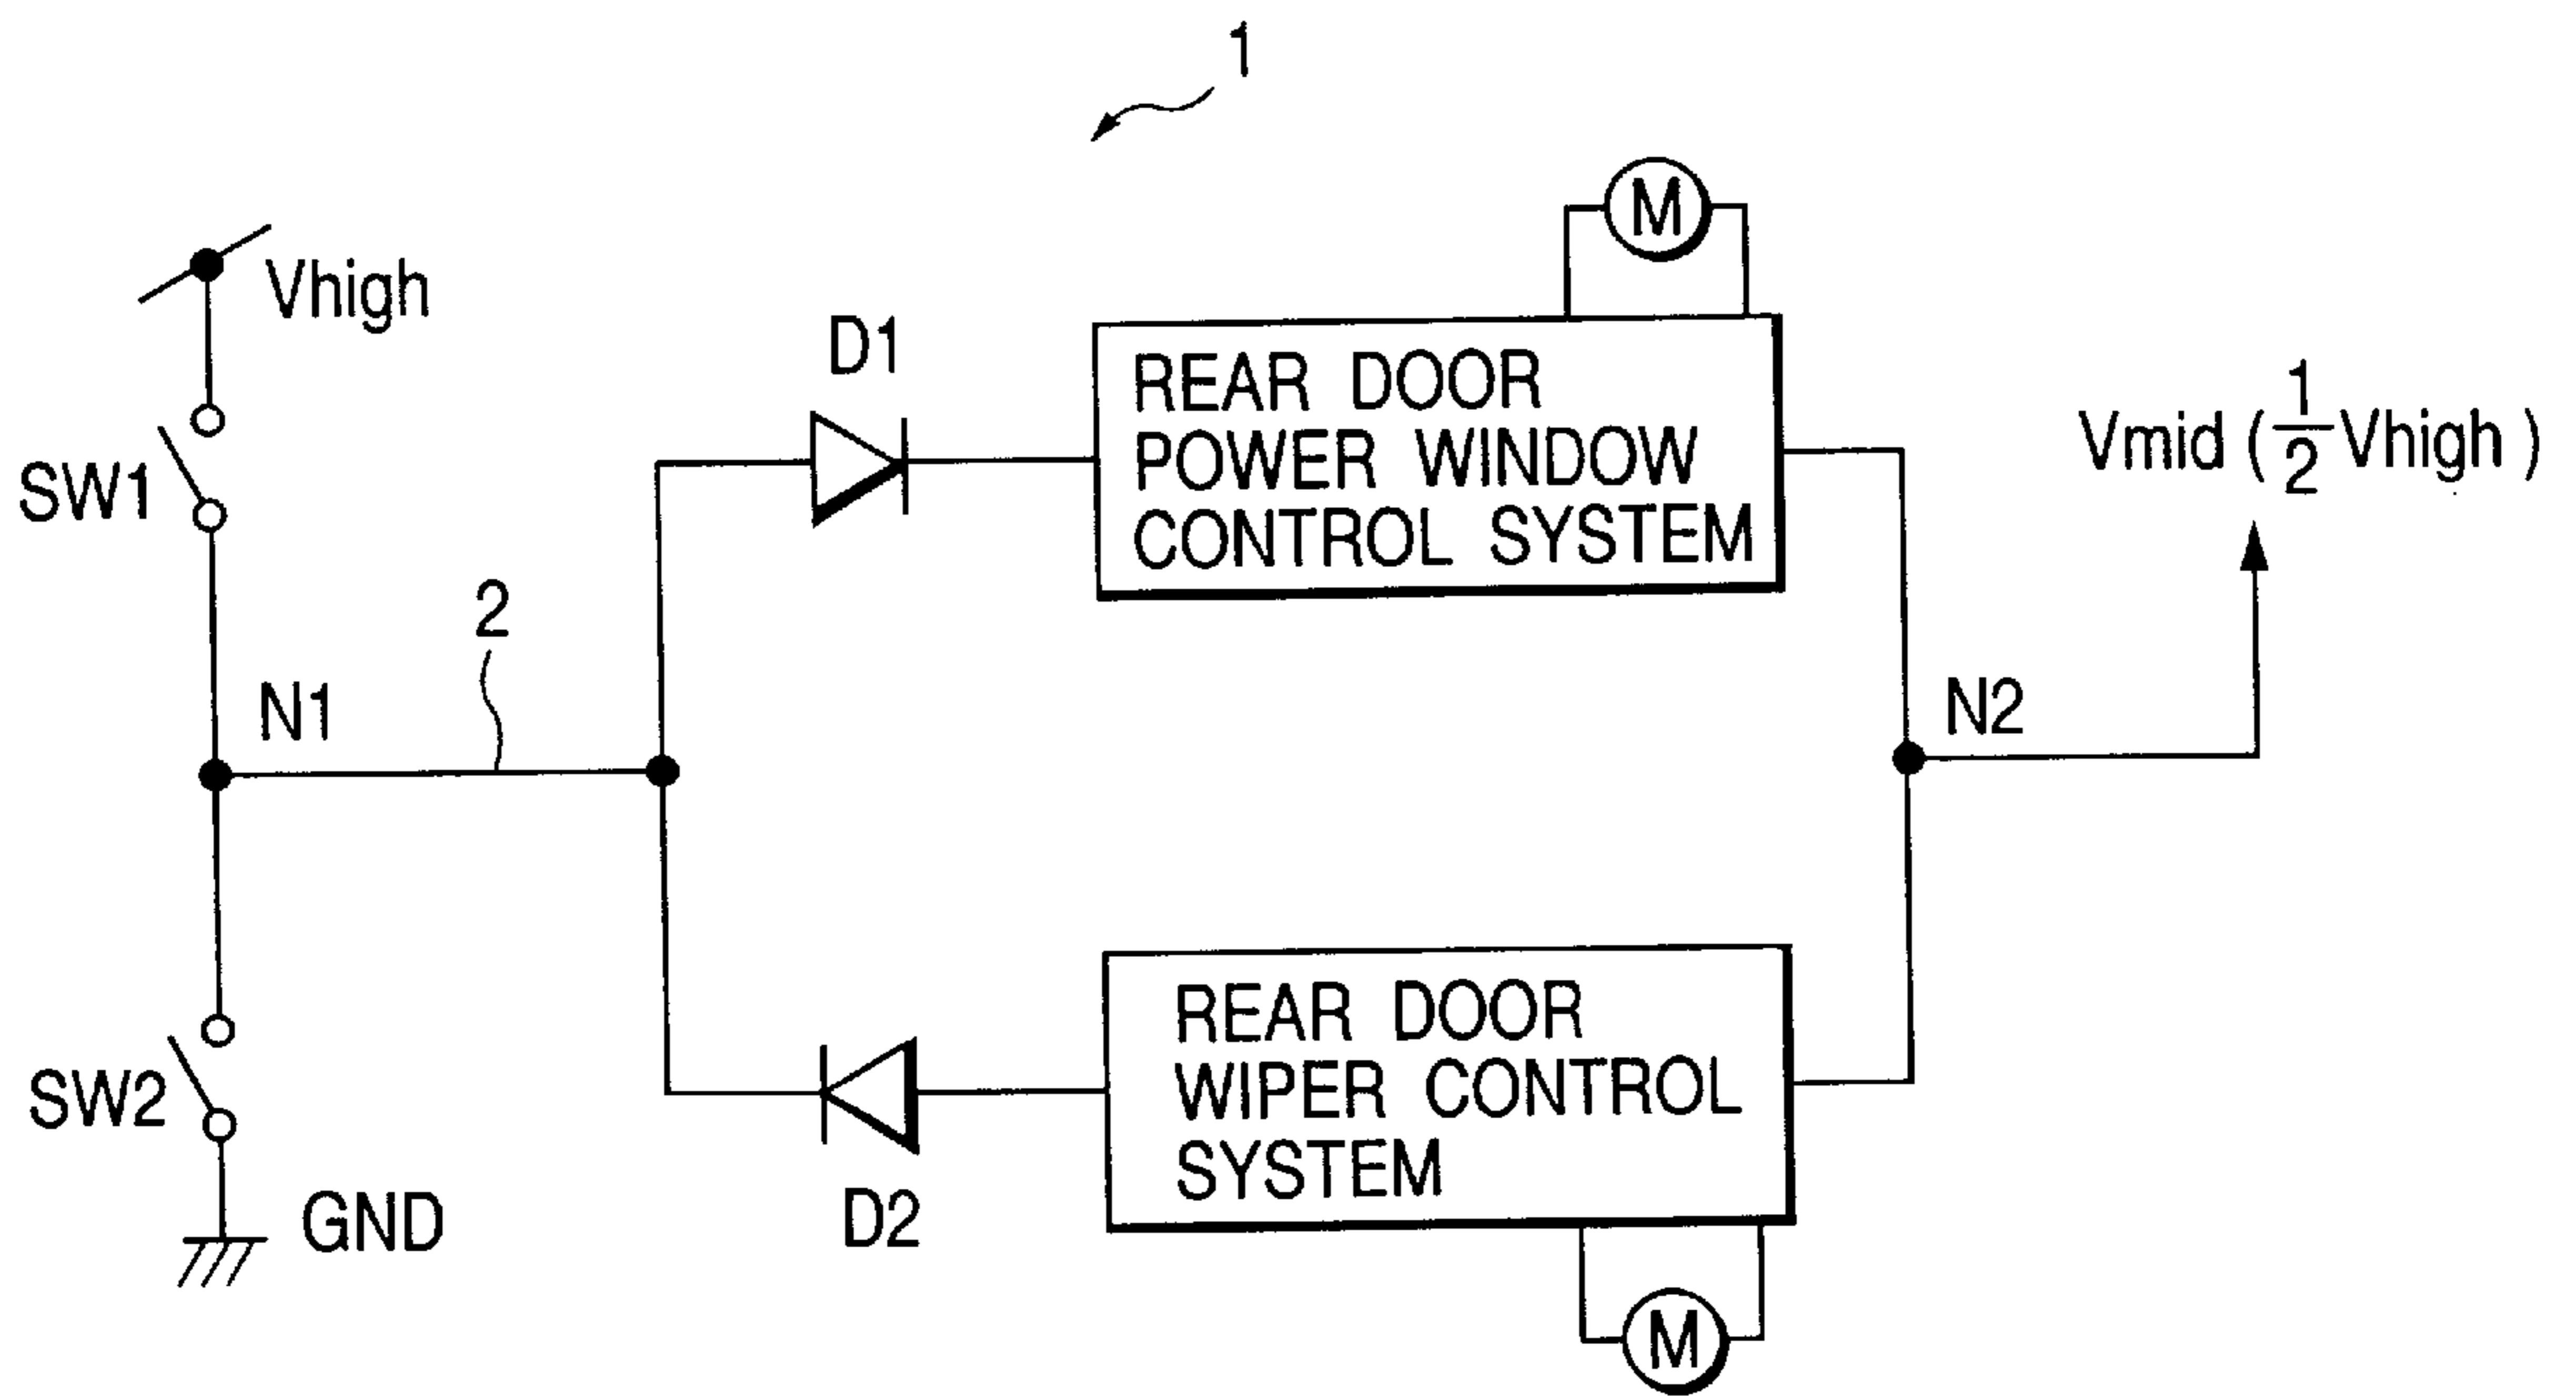 1
Vhigh
SW1
N1
2
SW2
GND
D1
M
REAR DOOR
POWER WINDOW
CONTROL SYSTEM
Vmid (1/2 Vhigh)
N2
REAR DOOR
WIPER CONTROL
SYSTEM
D2
M